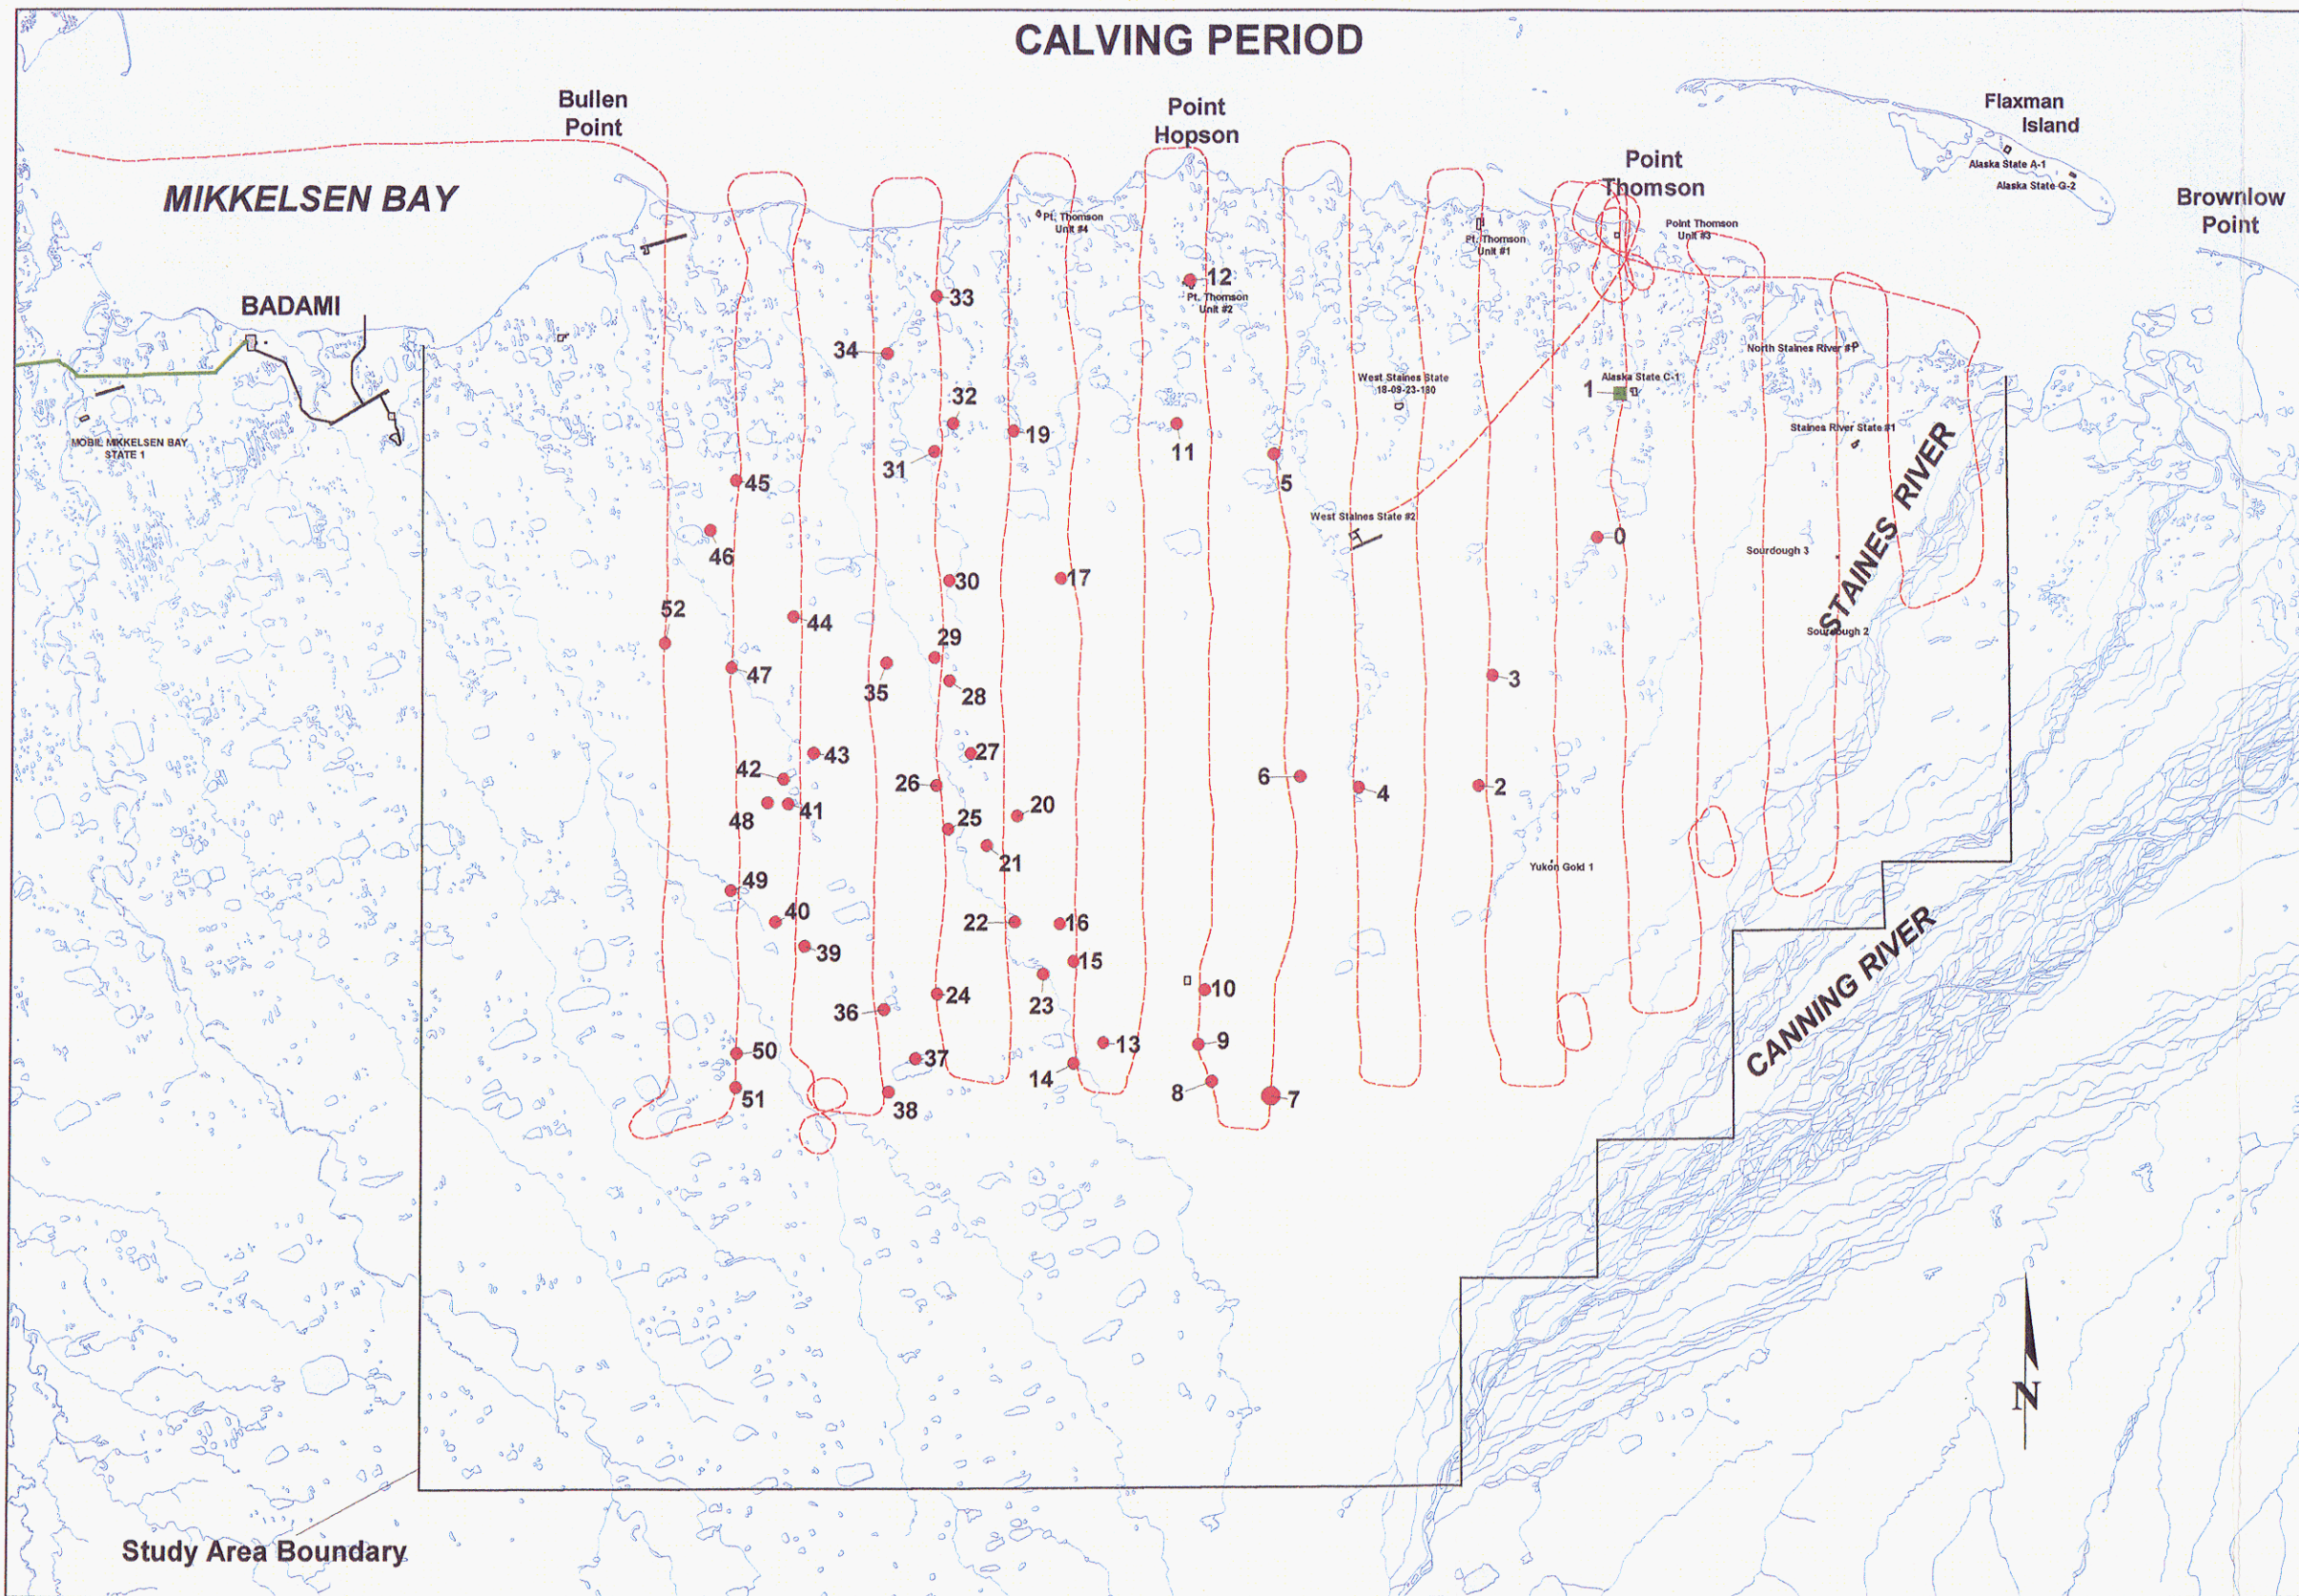 CALVING PERIOD
Bullen
Point
Point
Hopson
Flaxman
Island
Alaska State A-1
Alaska State G-2
Point
Thomson
Brownlow
Point
MIKKELSEN BAY
Pt. Thomson
Unit #4
Point Thomson
Unit #3
Pt. Thomson
Unit #1
12
Pt. Thomson
Unit #2
33
BADAMI
34
North Staines River #1
West Staines State
18-09-23-180
Alaska State C-1
1
32
19
11
Staines River State #1
MOBIL MIKKELSEN BAY
STATE 1
31
45
5
West Staines State #2
46
0
Sourdough 3
STAINES RIVER
30
17
52
44
Sourdough 2
29
47
35
28
3
43
27
42
26
6
4
2
48
41
20
25
21
Yukon Gold 1
49
40
22
16
39
15
24
23
10
36
CANNING RIVER
50
37
13
9
14
51
38
8
7
N
Study Area Boundary